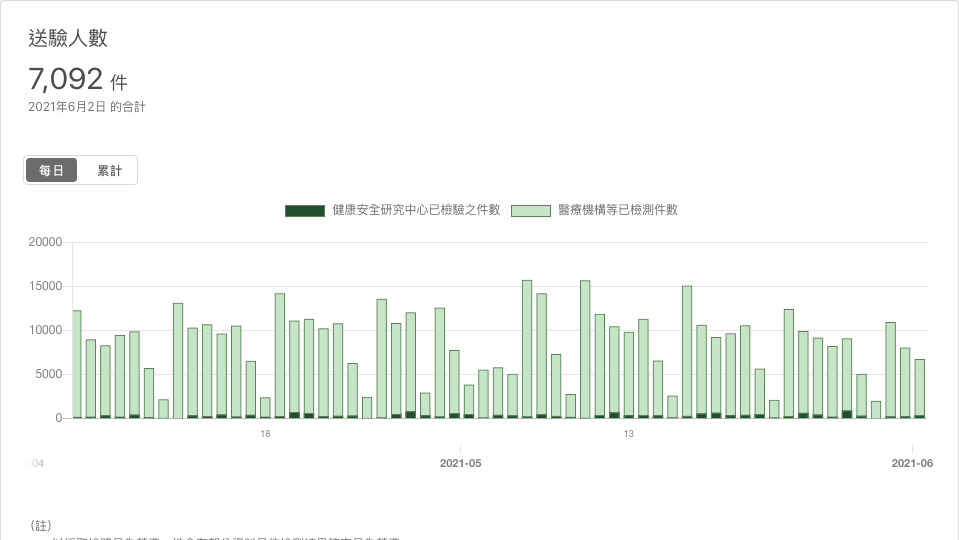 送驗人數
7,092 件
2021年6月2日 的合計
每日 累計
健康安全研究中心已檢驗之件數 醫療機構等已檢測件數
20000
15000
10000
5000
0
18 13
-04 2021-05 2021-06
(註)